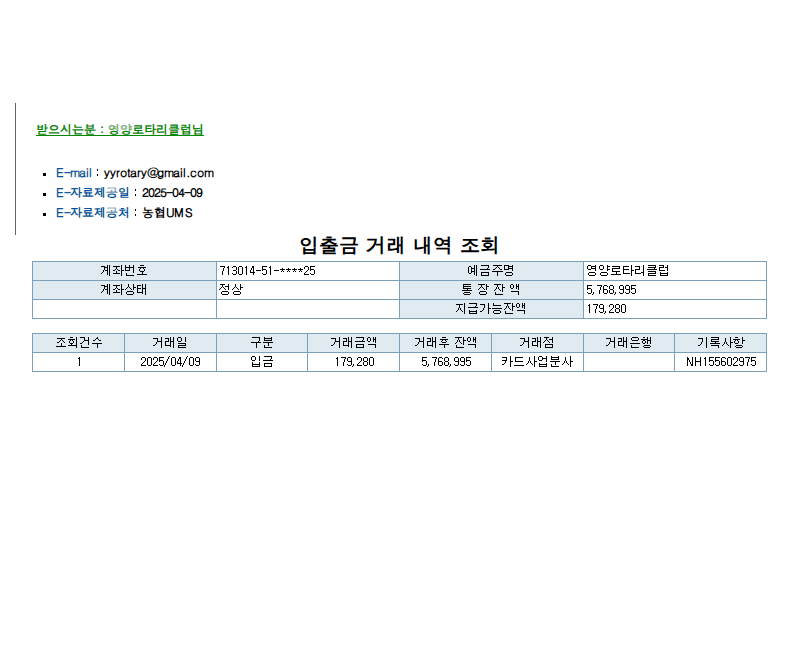 받으시는분 : 영양로타리클럽님
E-mail : yyrotary@gmail.com
E-자료제공일 : 2025-04-09
E-자료제공처 : 농협UMS
입출금 거래 내역 조회
계좌번호 713014-51-****25 예금주명 영양로타리클럽
계좌상태 정상 통 장 잔 액 5,768,995
지급가능잔액 179,280
조회건수 거래일 구분 거래금액 거래후 잔액 거래점 거래은행 기록사항
1 2025/04/09 입금 179,280 5,768,995 카드사업분사 NH155602975